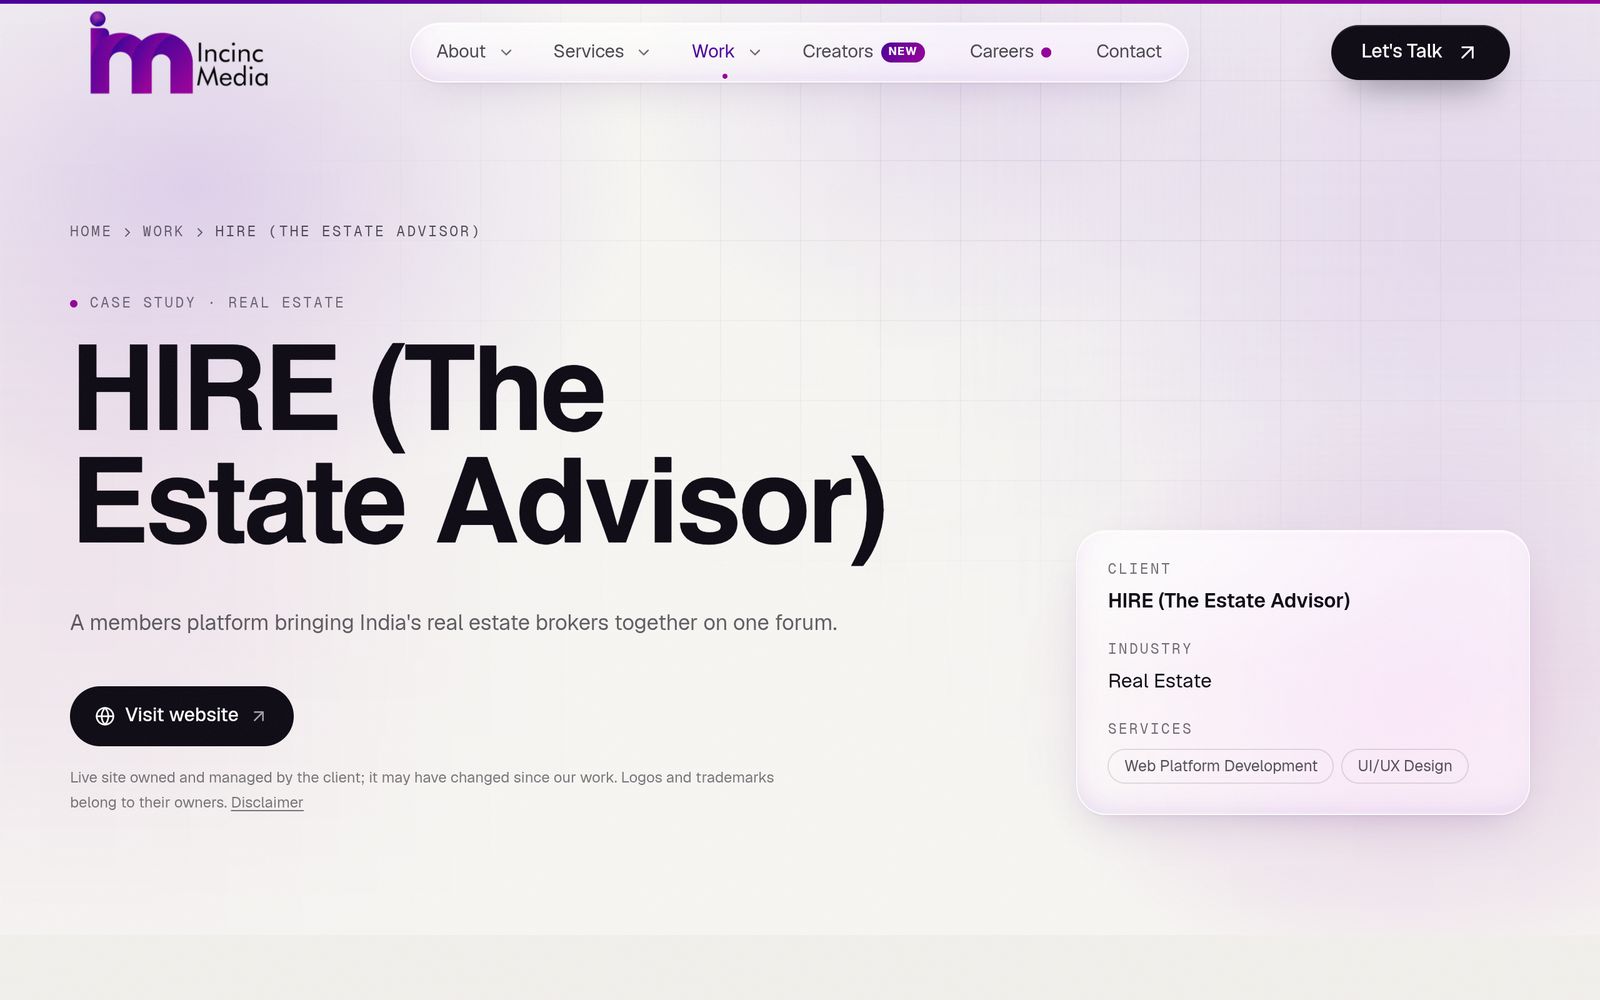 Incinc
Media
About
Services
Work
Creators NEW
Careers
Contact
Let's Talk
HOME > WORK > HIRE (THE ESTATE ADVISOR)
CASE STUDY · REAL ESTATE
HIRE (The
Estate Advisor)
A members platform bringing India's real estate brokers together on one forum.
Visit website
Live site owned and managed by the client; it may have changed since our work. Logos and trademarks
belong to their owners. Disclaimer
CLIENT
HIRE (The Estate Advisor)
INDUSTRY
Real Estate
SERVICES
Web Platform Development
UI/UX Design